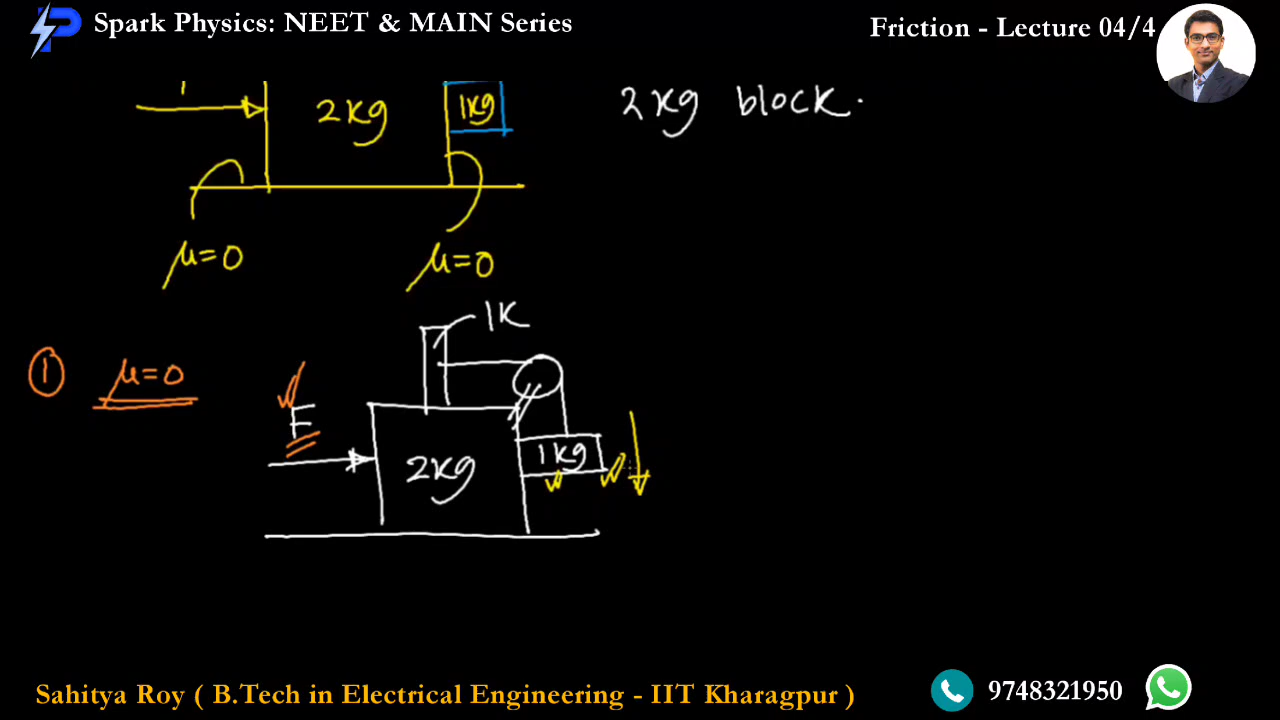 Spark Physics: NEET & MAIN Series
Friction - Lecture 04/4
2kg
1kg
2kg block.
μ=0
μ=0
1K
① μ=0
F
2kg
1kg
Sahitya Roy ( B.Tech in Electrical Engineering - IIT Kharagpur )
9748321950